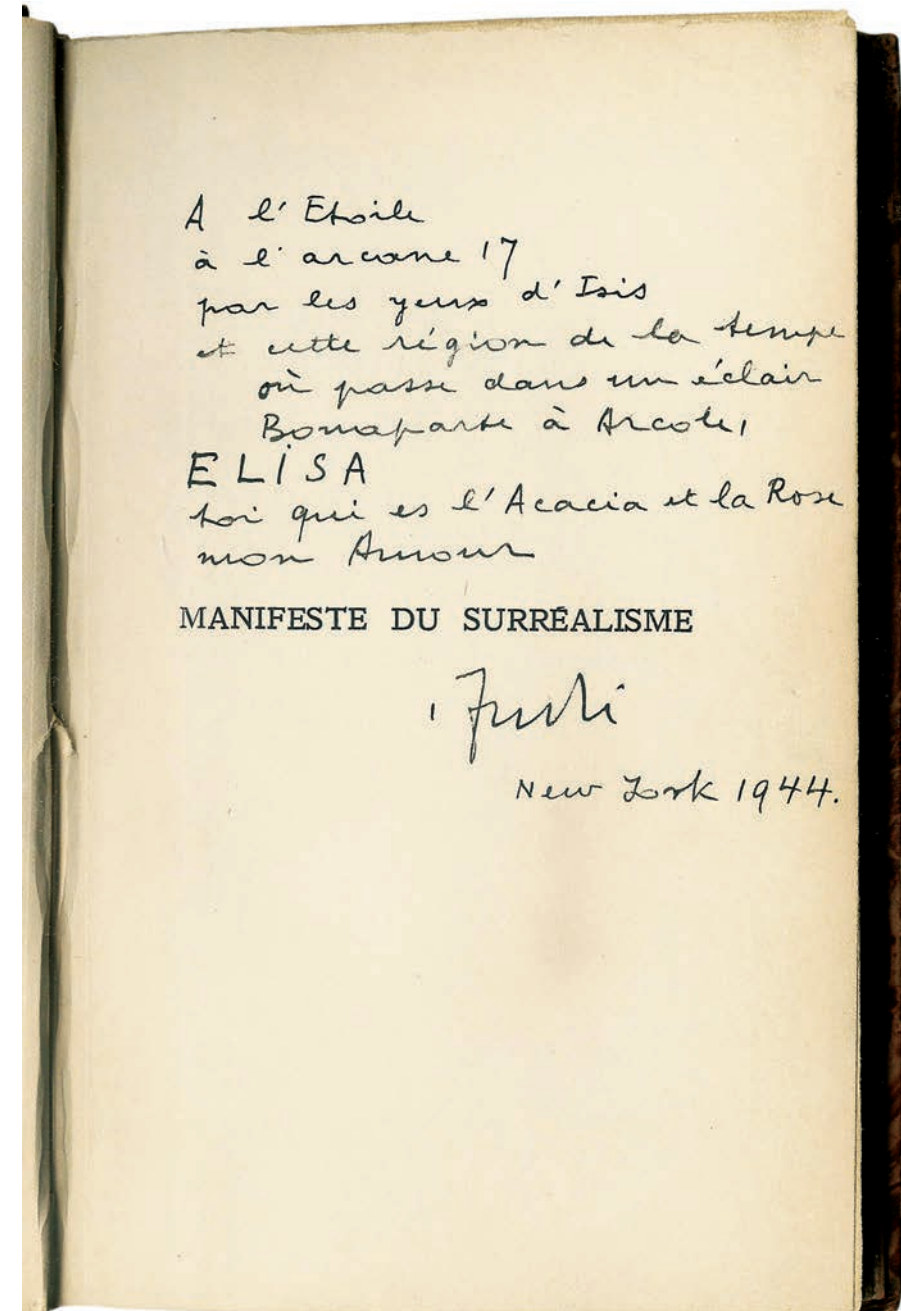 A l'Etoile
à l'arcane 17
par les yeux d'Isis
et cette région de la tempe
où passe dans un éclair
Bonaparte à Arcole,
ELISA
toi qui es l'Acacia et la Rose
mon Amour
MANIFESTE DU SURRÉALISME
New York 1944.